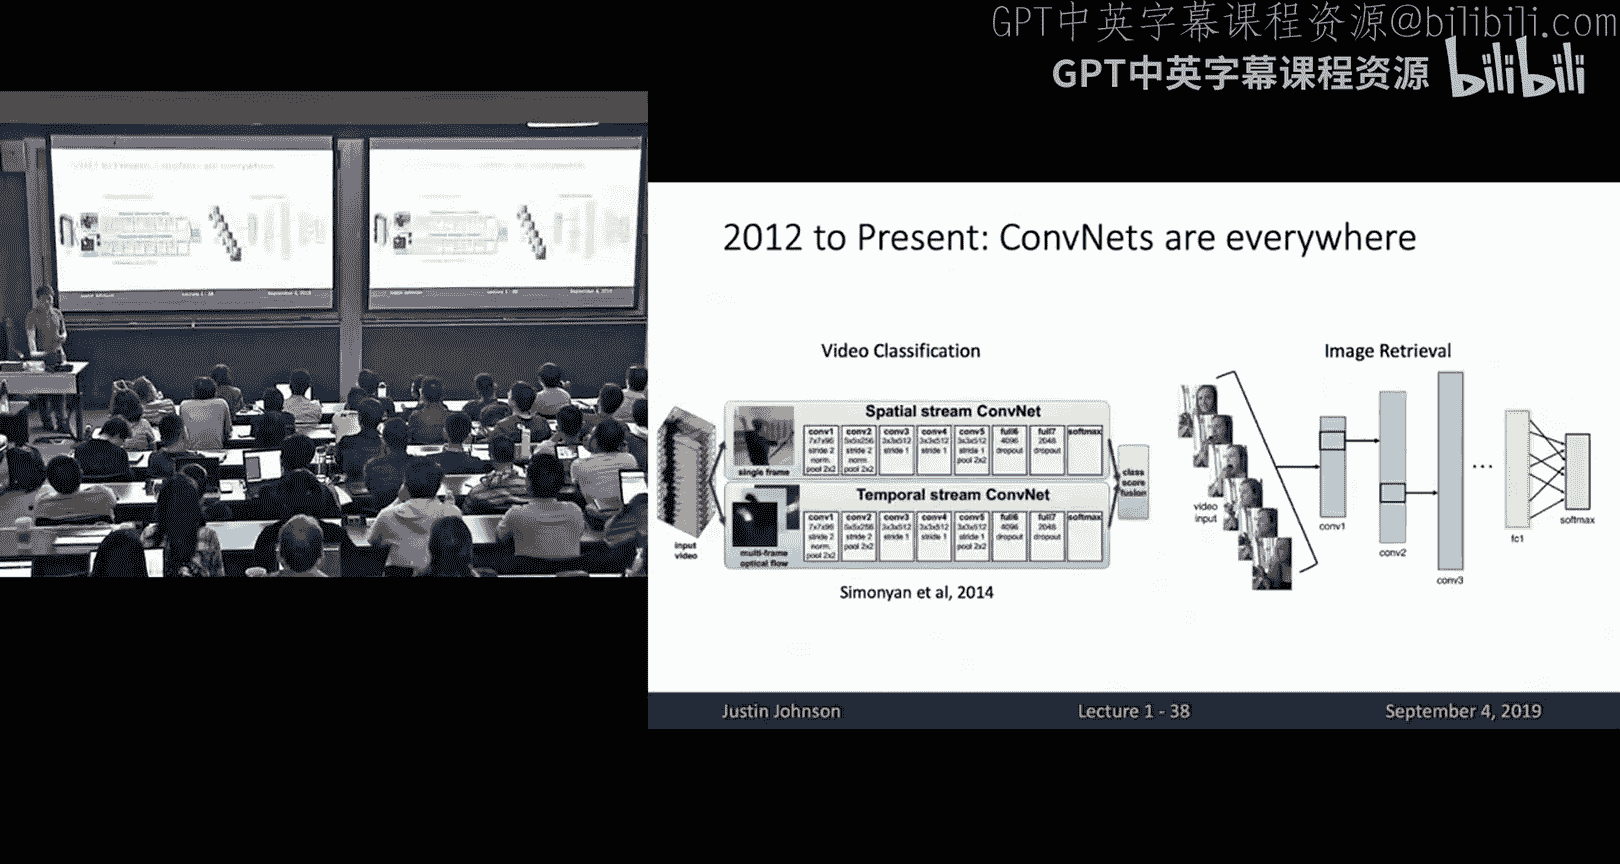 GPT中英字幕课程资源@bilibili.com
GPT中英字幕课程资源 bilibili
2012 to Present: ConvNets are everywhere
Video Classification
Image Retrieval
Spatial stream ConvNet
conv1 conv2 conv3 conv4 conv5 full6 full7 softmax
7x7x96 5x5x256 3x3x512 3x3x512 3x3x512 4096 2048
stride 2 stride 2 stride 1 stride 1 stride 1 dropout dropout
norm. norm. pool 2x2
pool 2x2 pool 2x2
single frame
Temporal stream ConvNet
conv1 conv2 conv3 conv4 conv5 full6 full7 softmax
7x7x96 5x5x256 3x3x512 3x3x512 3x3x512 4096 2048
stride 2 stride 2 stride 1 stride 1 stride 1 dropout dropout
norm. pool 2x2 pool 2x2
pool 2x2
multi-frame
optical flow
input
video
class
score
fusion
Simonyan et al, 2014
video
input
conv1
conv2
conv3
...
fc1
softmax
Justin Johnson
Lecture 1 - 38
September 4, 2019